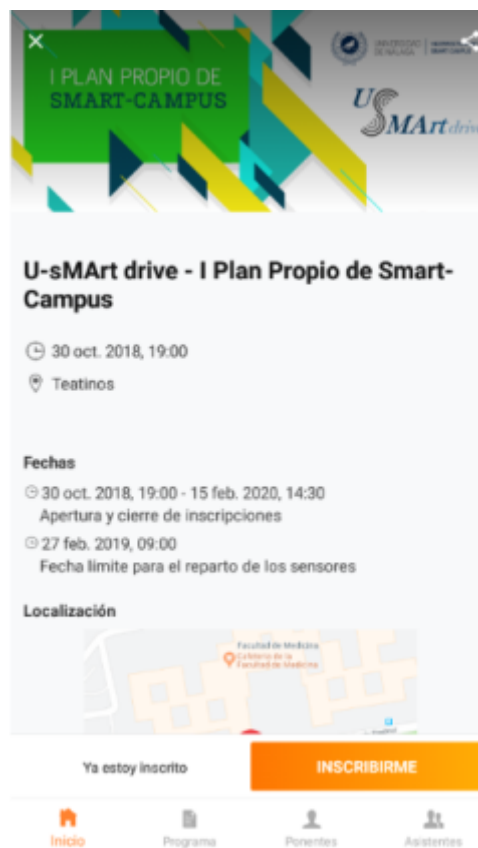 I PLAN PROPIO DE
SMART-CAMPUS
UNIVERSIDAD
DE MÁLAGA
U
SMArt drive
U-sMArt drive - I Plan Propio de Smart-
Campus
30 oct. 2018, 19:00
Teatinos
Fechas
30 oct. 2018, 19:00 - 15 feb. 2020, 14:30
Apertura y cierre de inscripciones
27 feb. 2019, 09:00
Fecha límite para el reparto de los sensores
Localización
Facultad de Medicina
Cafetería de la
Facultad de Medicina
Ya estoy inscrito
INSCRIBIRME
Inicio
Programa
Ponentes
Asistentes